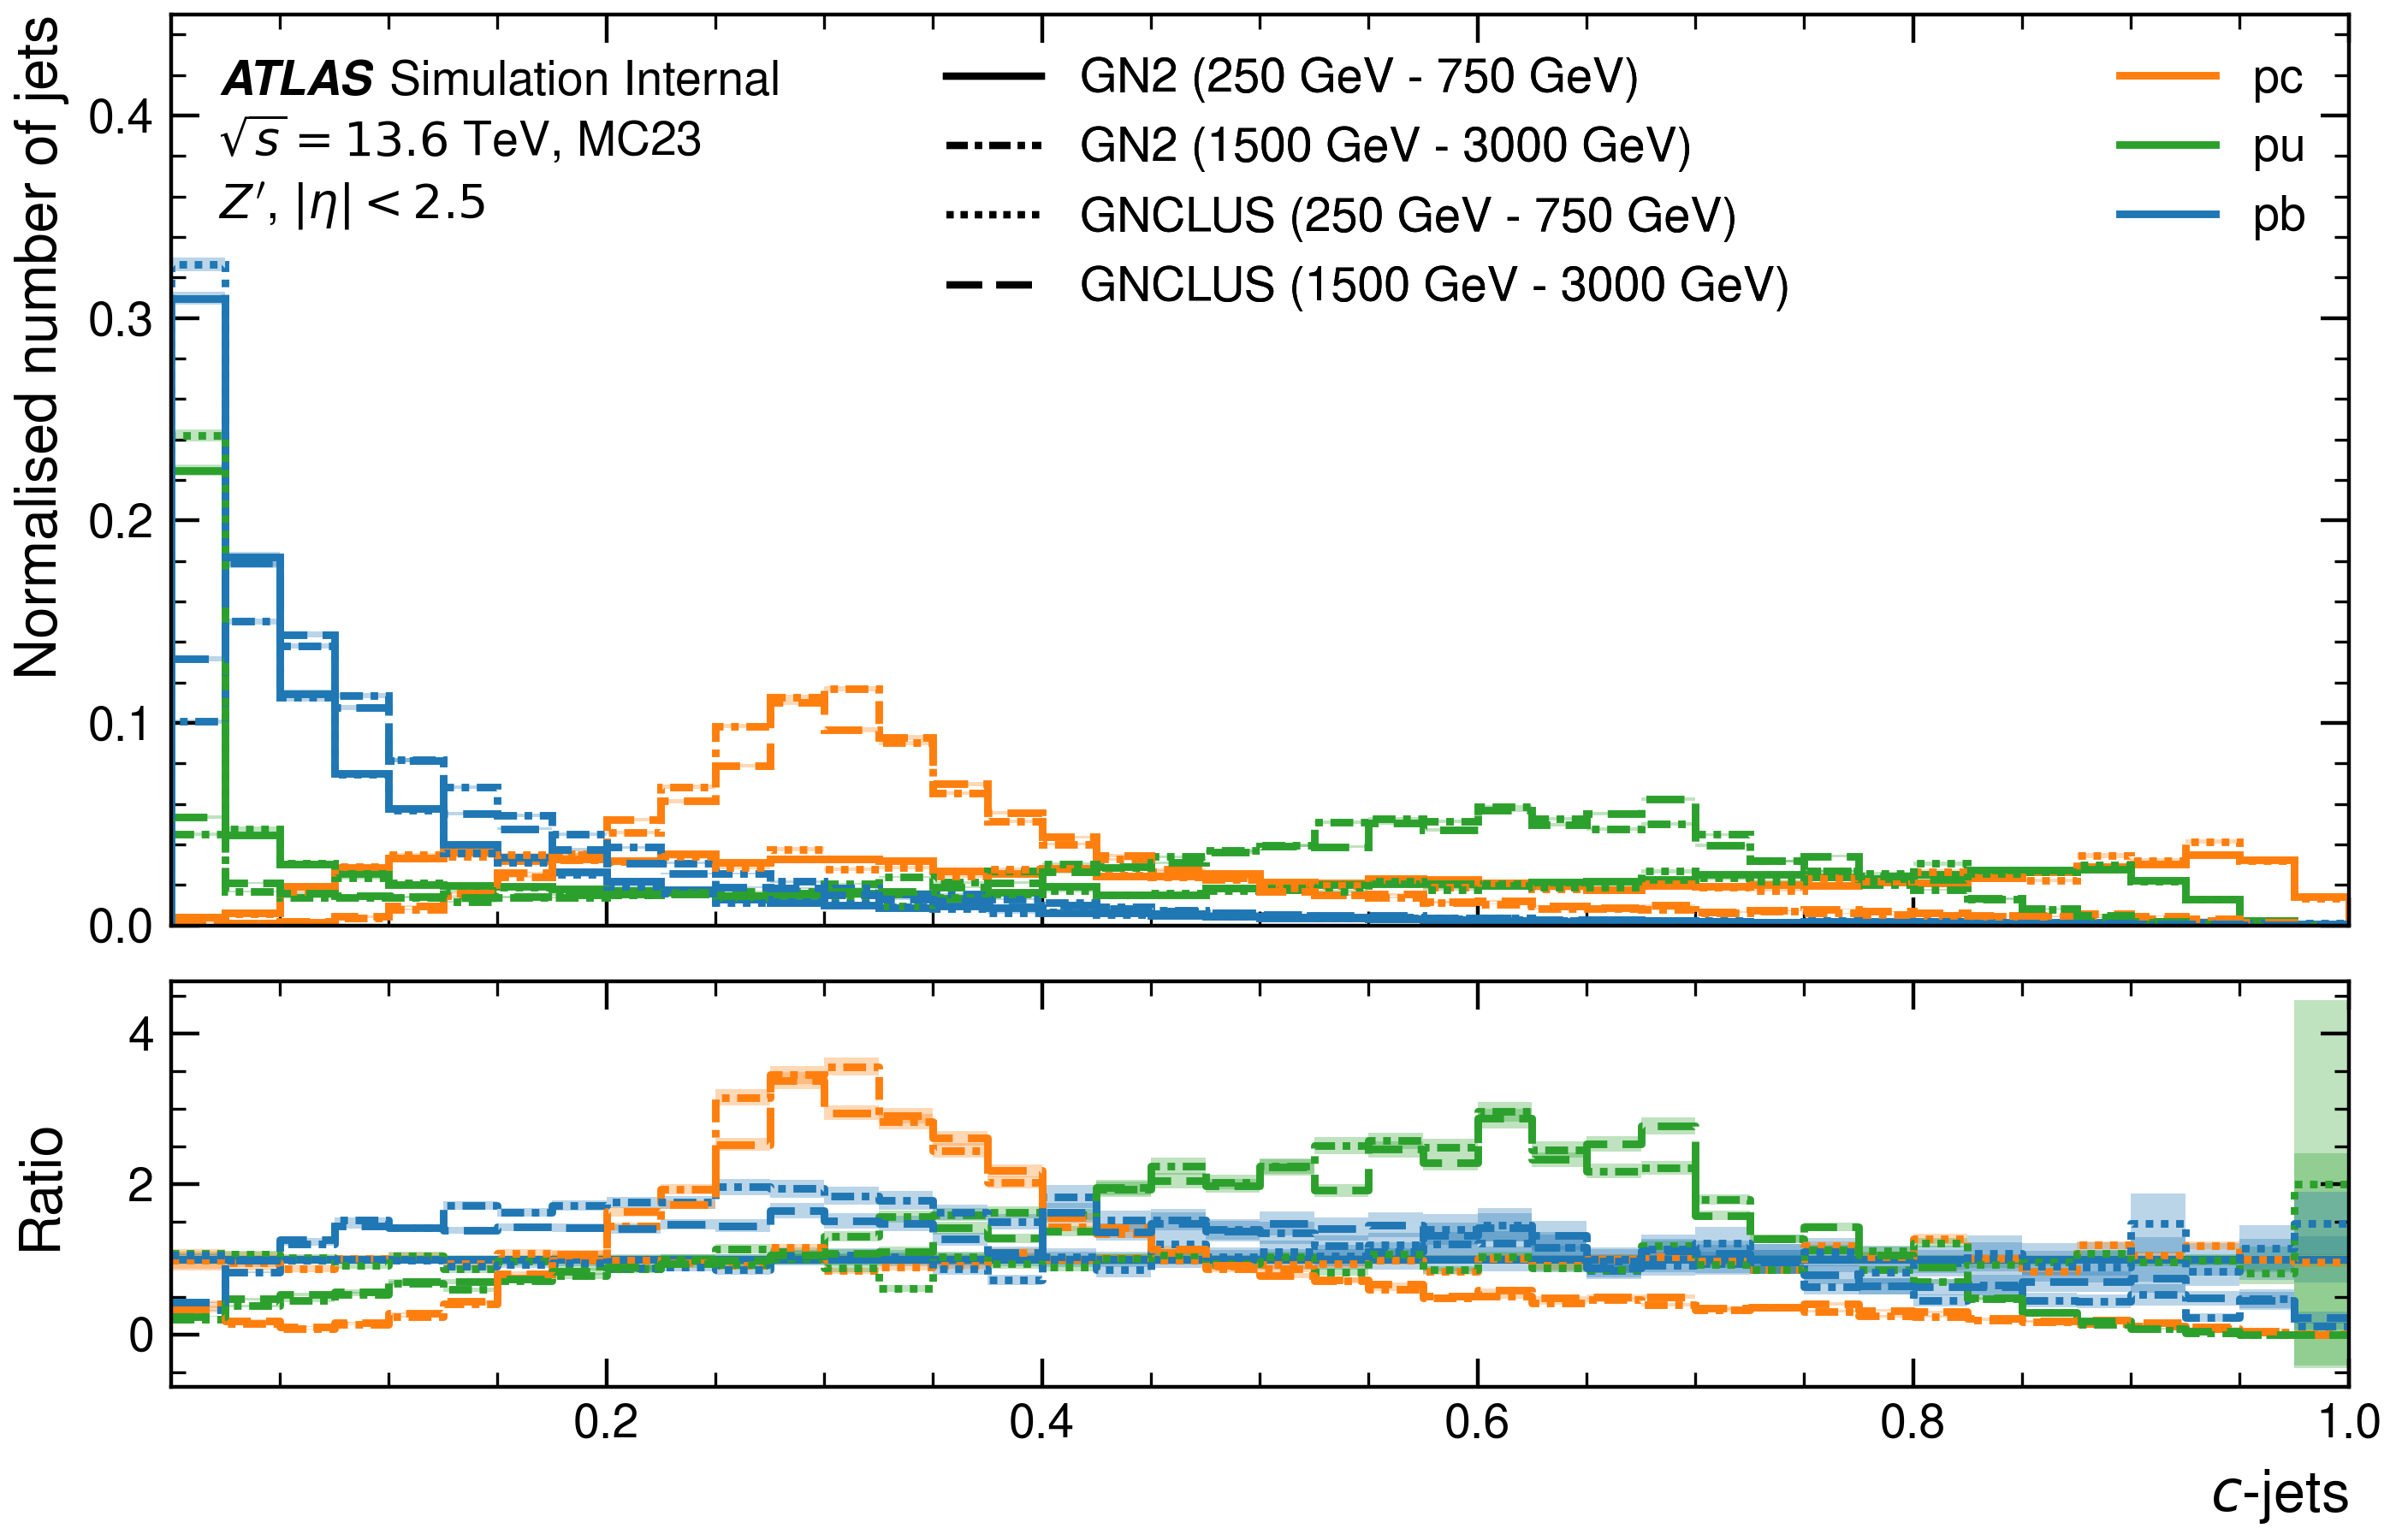 Normalised number of jets
0.4
0.3
0.2
0.1
0.0
ATLAS Simulation Internal
√s = 13.6 TeV, MC23
Z′, |η| < 2.5
GN2 (250 GeV - 750 GeV)
GN2 (1500 GeV - 3000 GeV)
GNCLUS (250 GeV - 750 GeV)
GNCLUS (1500 GeV - 3000 GeV)
pc
pu
pb
Ratio
4
2
0
0.2 0.4 0.6 0.8 1.0
c-jets